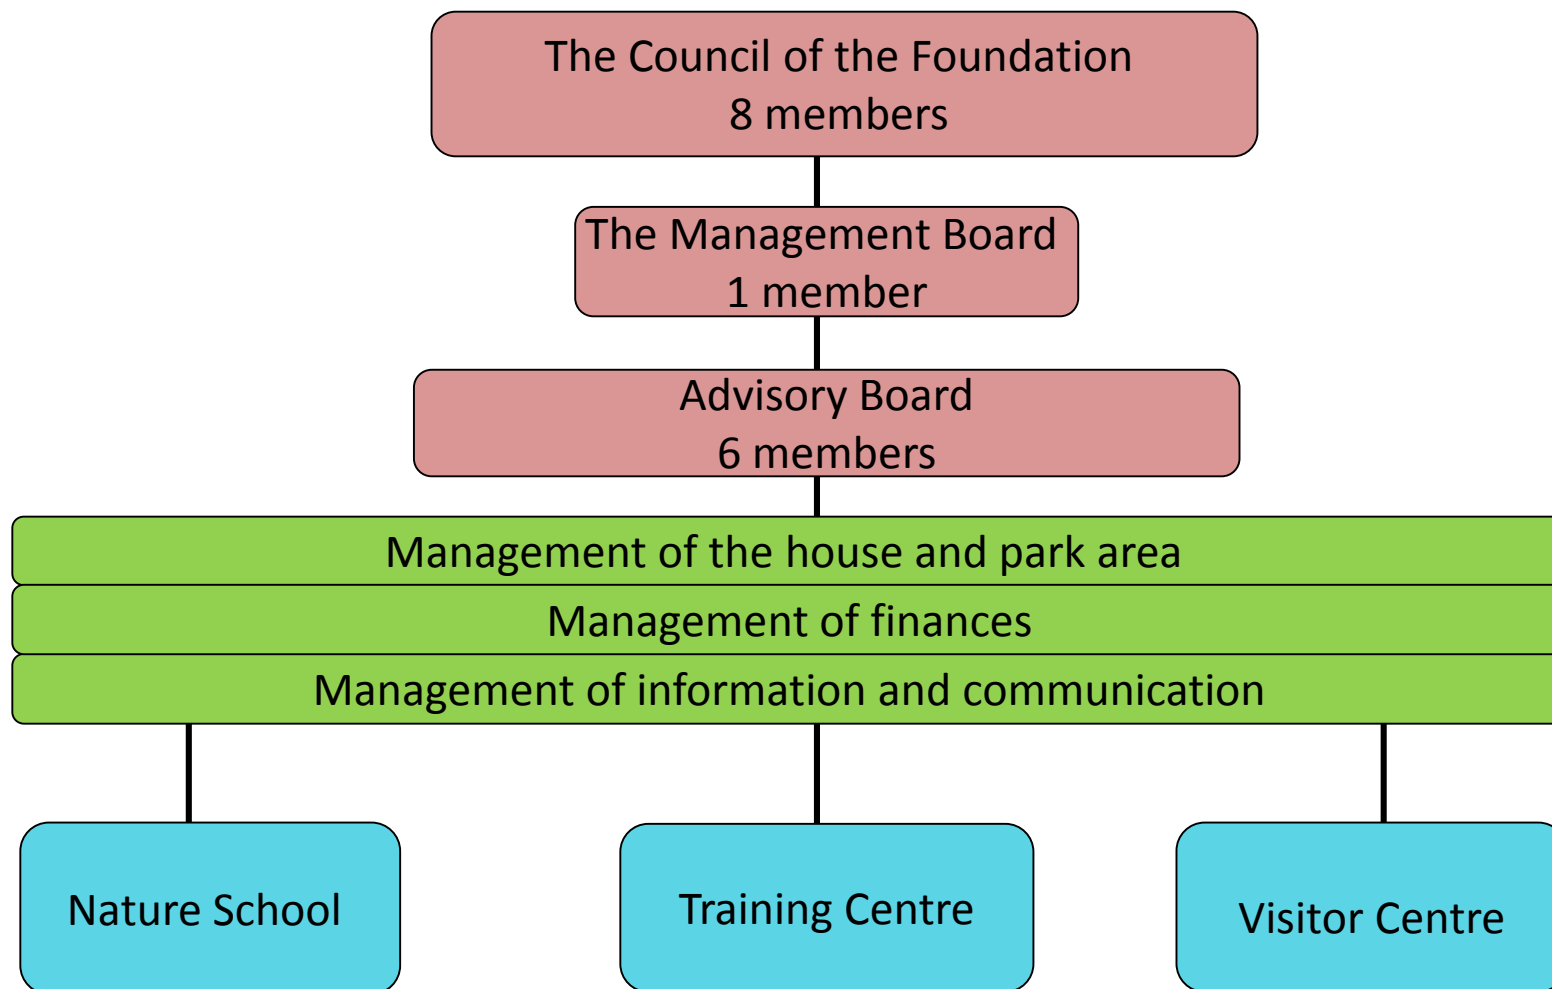 The Council of the Foundation
8 members
The Management Board
1 member
Advisory Board
6 members
Management of the house and park area
Management of finances
Management of information and communication
Nature School
Training Centre
Visitor Centre